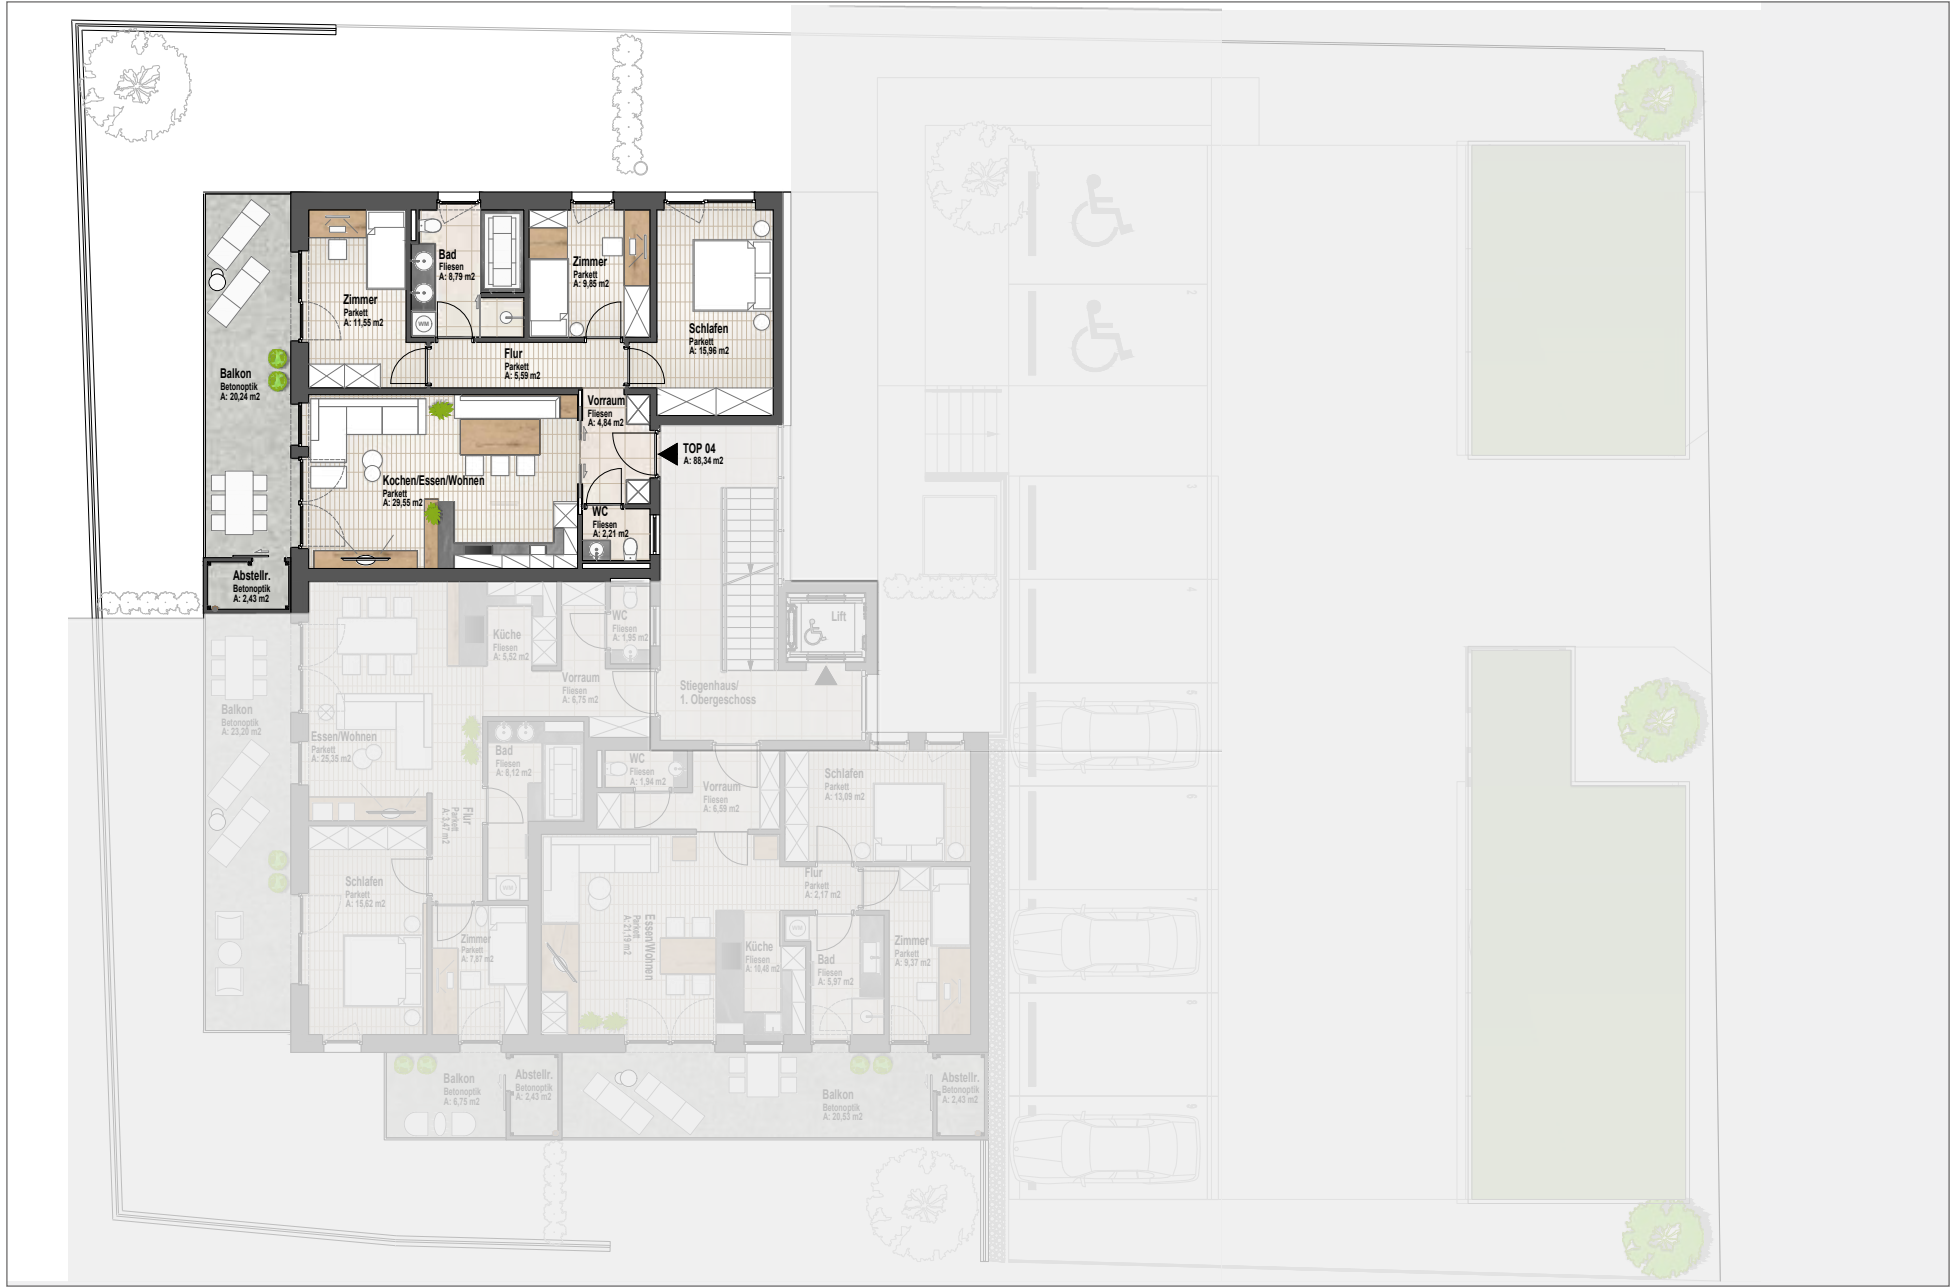 Bad
Fliesen
A: 8,79 m2
Zimmer
Parkett
A: 9,85 m2
Zimmer
Parkett
A: 11,55 m2
Schlafen
Parkett
A: 15,96 m2
WM
Flur
Parkett
A: 5,59 m2
Balkon
Betonoptik
A: 20,24 m2
Vorraum
Fliesen
A: 4,84 m2
TOP 04
A: 88,34 m2
Kochen/Essen/Wohnen
Parkett
A: 29,55 m2
WC
Fliesen
A: 2,21 m2
Abstellr.
Betonoptik
A: 2,43 m2
WC
Fliesen
A: 1,95 m2
Küche
Fliesen
A: 5,52 m2
Lift
Vorraum
Fliesen
A: 6,75 m2
Stiegenhaus/
1. Obergeschoss
Balkon
Betonoptik
A: 23,20 m2
Essen/Wohnen
Parkett
A: 25,35 m2
Bad
Fliesen
A: 6,12 m2
WC
Fliesen
A: 1,94 m2
Vorraum
Fliesen
A: 6,59 m2
Schlafen
Parkett
A: 13,89 m2
Flur
Parkett
A: 3,47 m2
Schlafen
Parkett
A: 15,62 m2
WM
Flur
Parkett
A: 2,17 m2
Zimmer
Parkett
A: 7,87 m2
Essen/Wohnen
Parkett
A: 21,19 m2
Küche
Fliesen
A: 10,48 m2
WM
Bad
Fliesen
A: 5,97 m2
Zimmer
Parkett
A: 9,37 m2
Balkon
Betonoptik
A: 6,75 m2
Abstellr.
Betonoptik
A: 2,43 m2
Balkon
Betonoptik
A: 20,53 m2
Abstellr.
Betonoptik
A: 2,43 m2